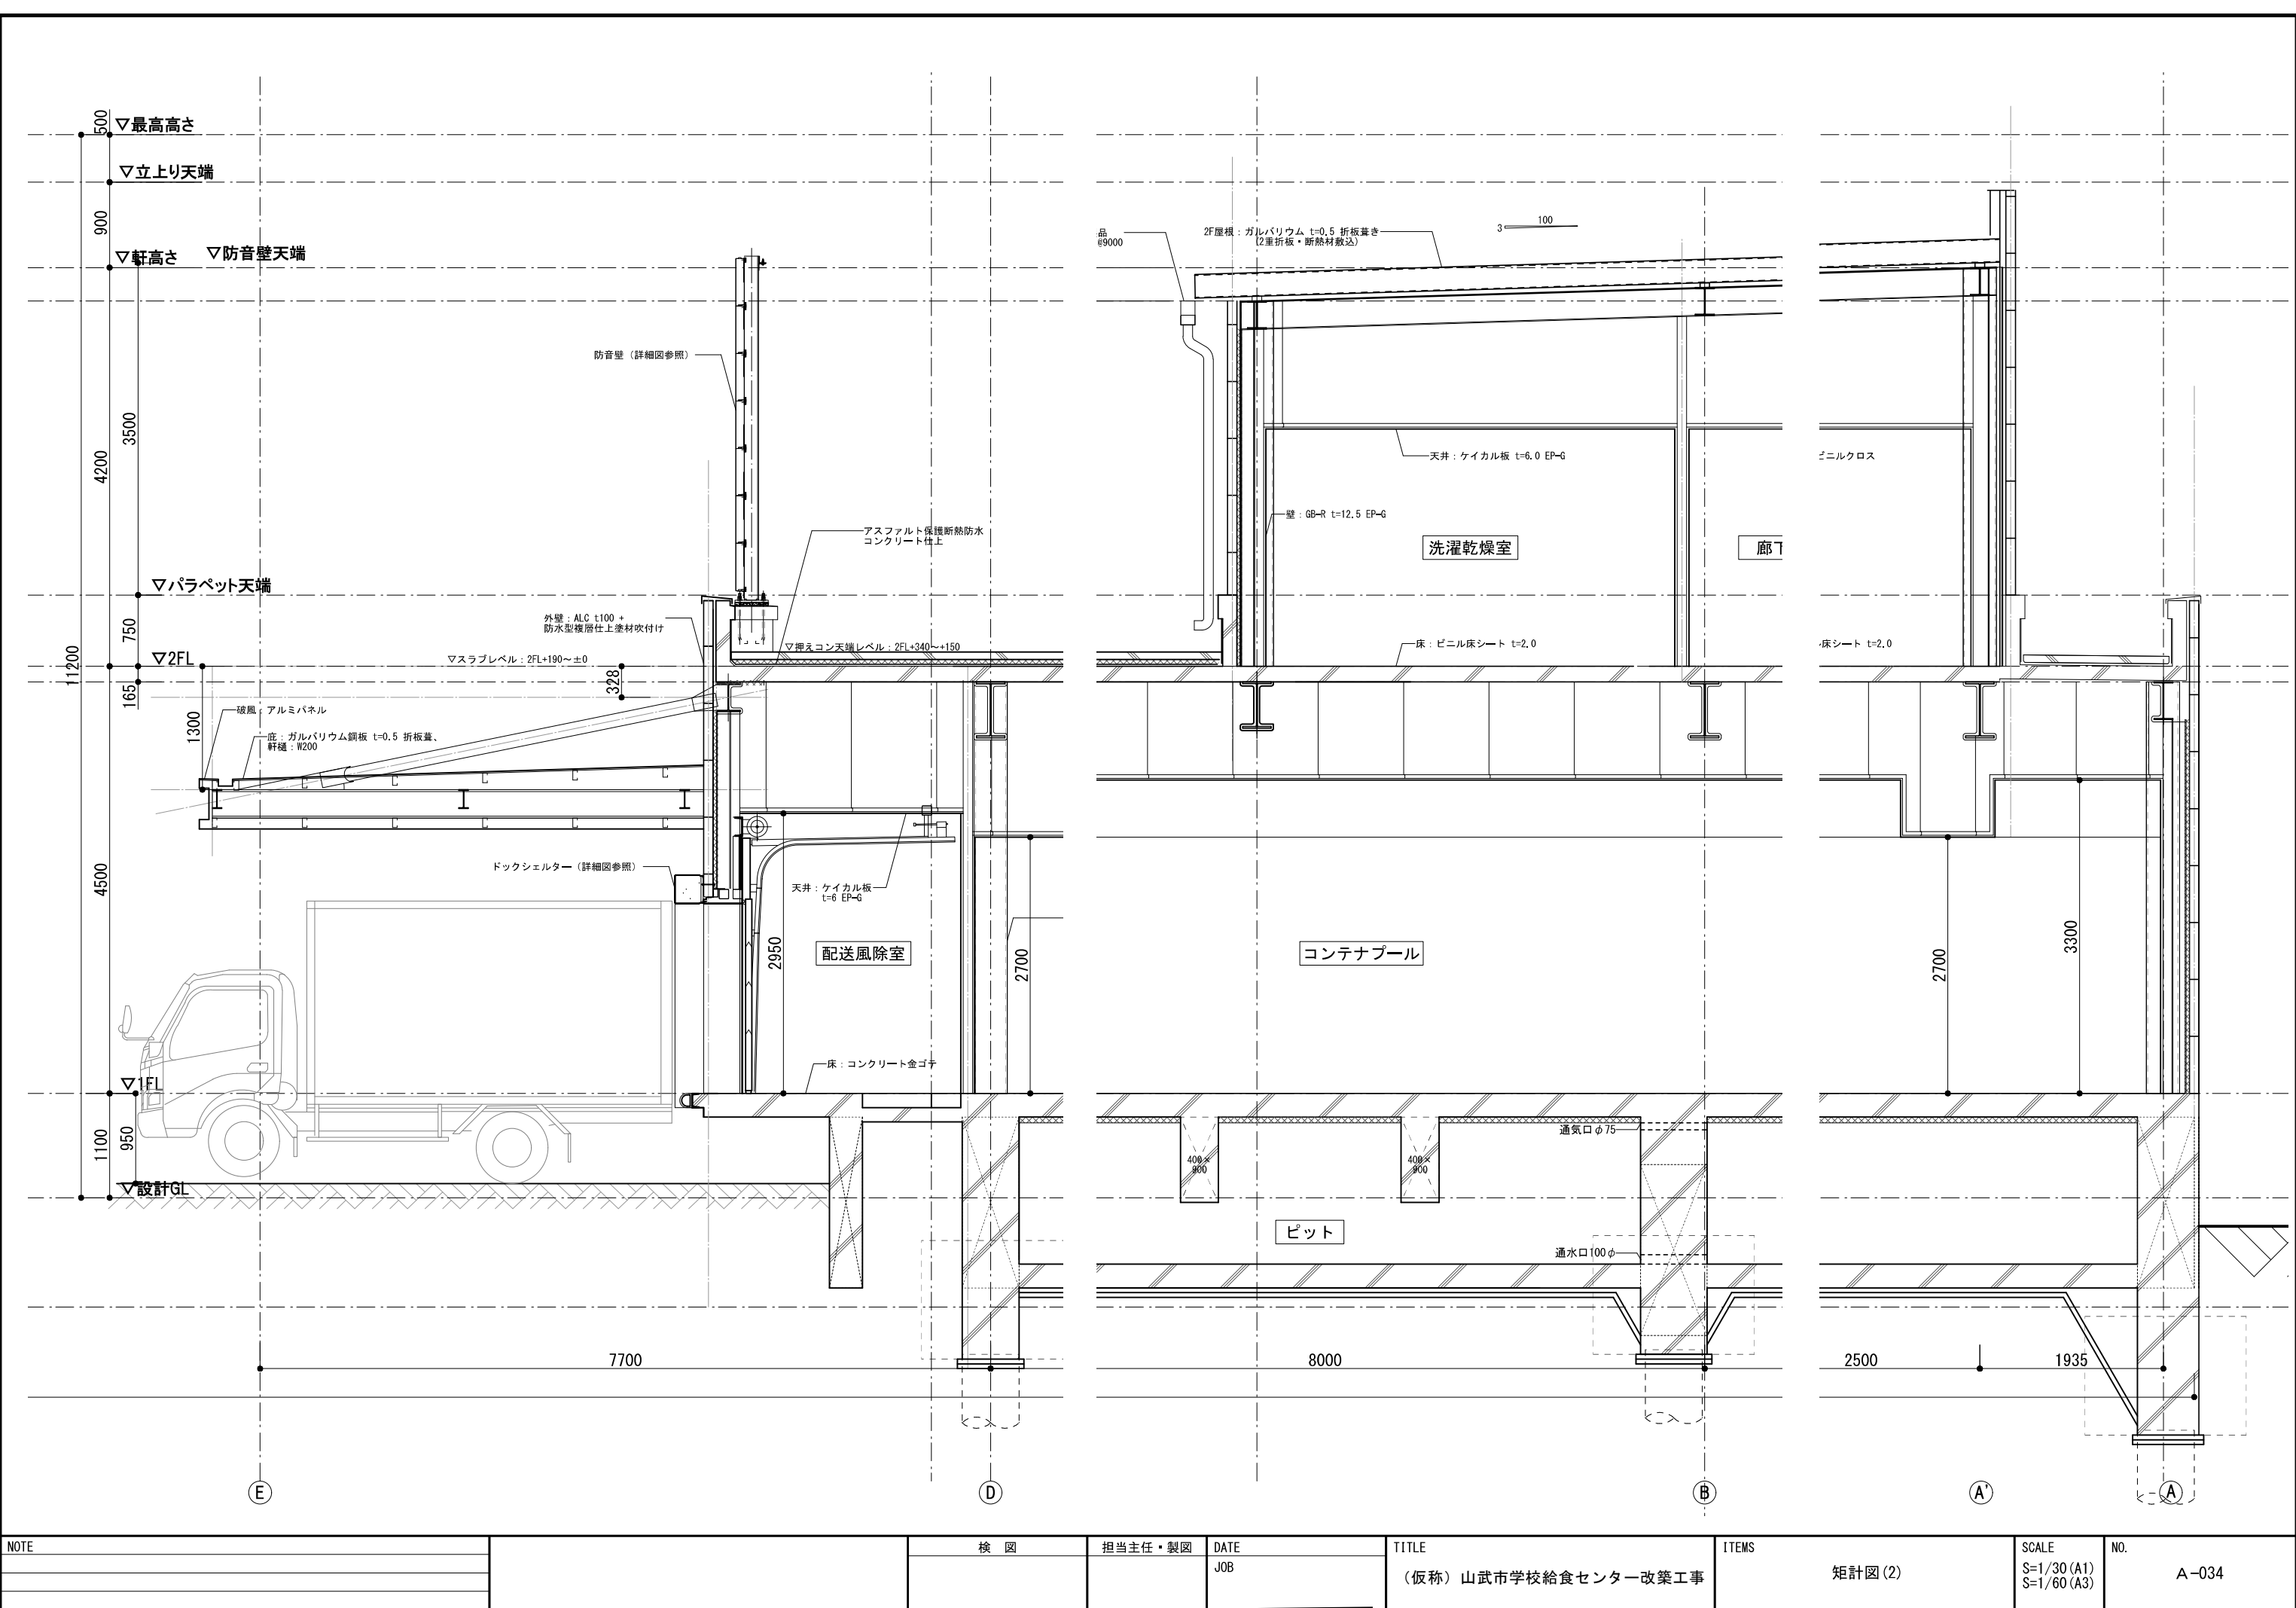 500
▽最高高さ
▽立上り天端
900
▽軒高さ
▽防音壁天端
品
@9000
2F屋根：ガルバリウム t=0.5 折板葺き
(2重折板・断熱材敷込)
3
100
防音壁（詳細図参照）
3500
4200
天井：ケイカル板 t=6.0 EP-G
ビニルクロス
壁：GB-R t=12.5 EP-G
アスファルト保護断熱防水
コンクリート仕上
洗濯乾燥室
廊下
▽パラペット天端
外壁：ALC t100 +
防水型複層仕上塗材吹付け
750
▽押えコン天端レベル：2FL+340～+150
床：ビニル床シート t=2.0
ル床シート t=2.0
▽2FL
▽スラブレベル：2FL+190～±0
11200
328
165
1300
破風：アルミパネル
庇：ガルバリウム鋼板 t=0.5 折板葺、
軒樋：W200
ドックシェルター（詳細図参照）
4500
天井：ケイカル板
t=6 EP-G
2950
配送風除室
2700
コンテナプール
2700
3300
床：コンクリート金ゴテ
▽1FL
1100
950
通気口φ75
400×
900
400×
900
▽設計GL
ピット
通水口100φ
7700
8000
2500
1935
E
D
B
A'
A
NOTE
検 図
担当主任・製図
DATE
JOB
TITLE
（仮称）山武市学校給食センター改築工事
ITEMS
矩計図(2)
SCALE
S=1/30(A1)
S=1/60(A3)
NO.
A-034